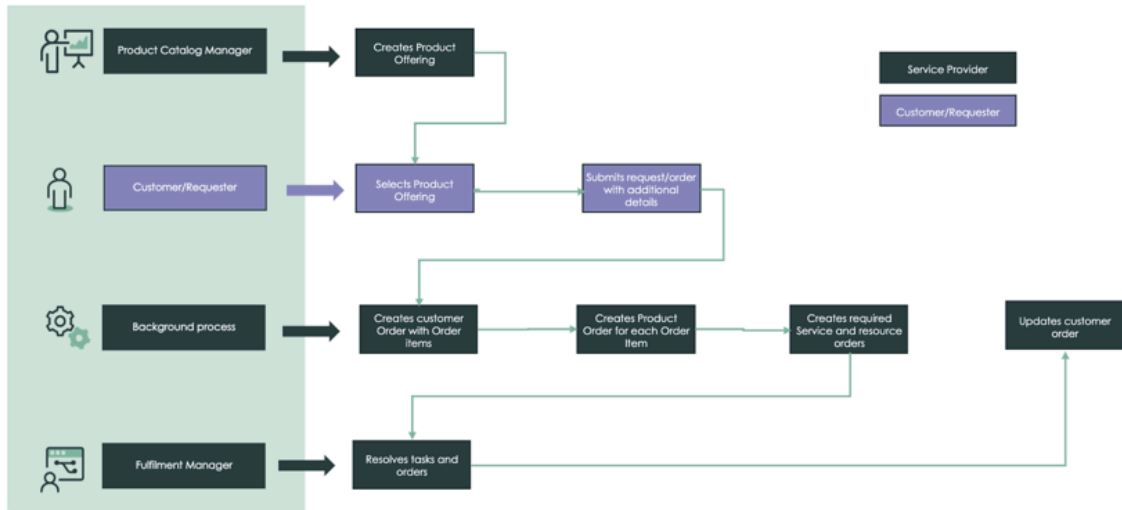 Product Catalog Manager
Creates Product
Offering
Service Provider
Customer/Requester
Customer/Requester
Selects Product
Offering
Submits request/order
with additional
details
Background process
Creates customer
Order with Order
items
Creates Product
Order for each Order
Item
Creates required
Service and resource
orders
Updates customer
order
Fulfilment Manager
Resolves tasks and
orders